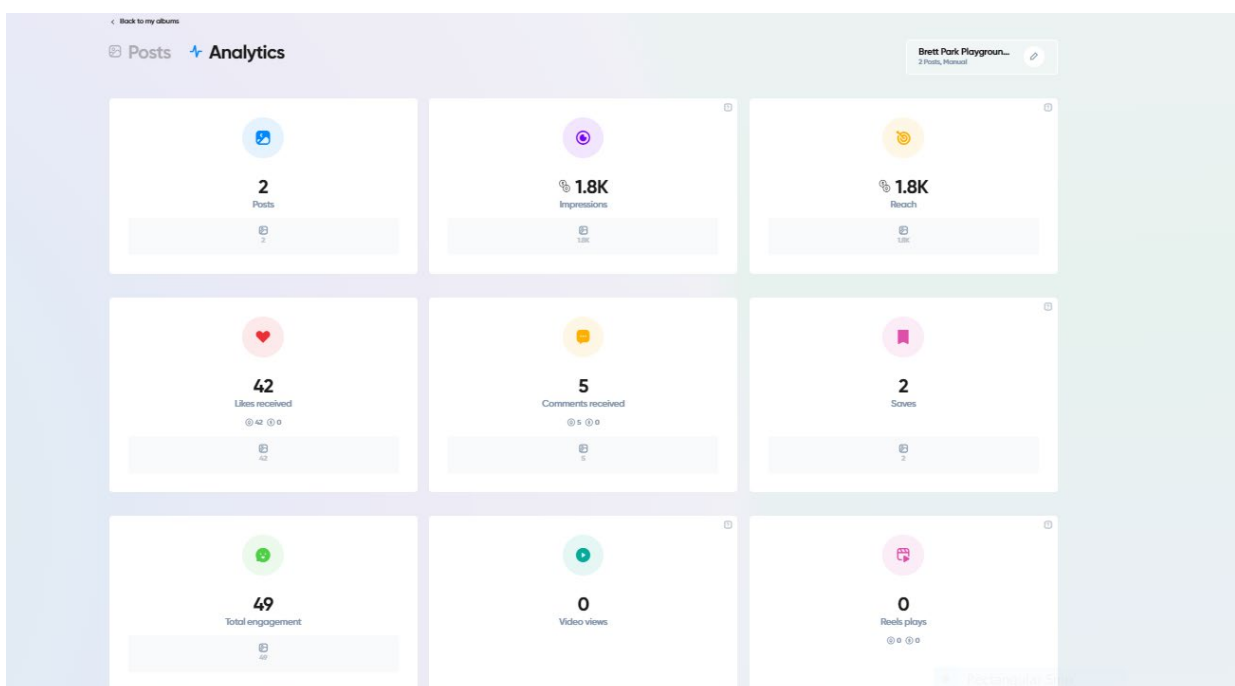 Back to my albums
Posts Analytics
Brett Park Playgroun...
2 Posts, Manual
2
Posts
2
1.8K
Impressions
1.8K
1.8K
Reach
1.8K
42
Likes received
42 0
42
5
Comments received
5 0
5
2
Saves
2
49
Total engagement
49
0
Video views
0
Reels plays
0 0